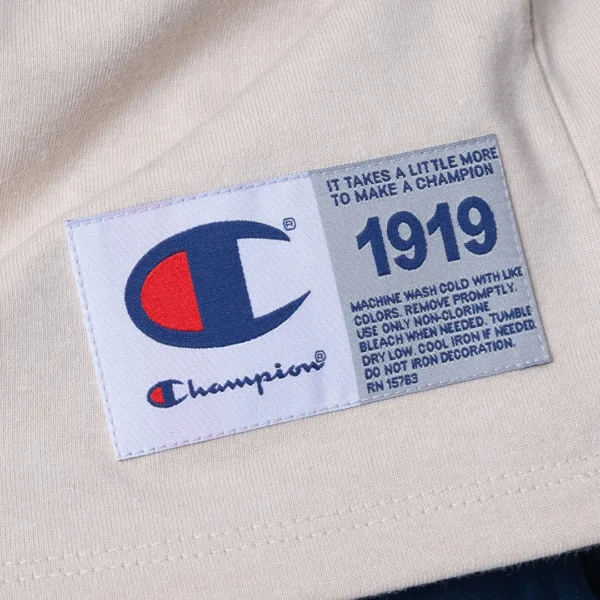 ®
Champion®
IT TAKES A LITTLE MORE
TO MAKE A CHAMPION
1919
MACHINE WASH COLD WITH LIKE
COLORS. REMOVE PROMPTLY.
USE ONLY NON-CLORINE
BLEACH WHEN NEEDED. TUMBLE
DRY LOW. COOL IRON IF NEEDED.
DO NOT IRON DECORATION.
RN 15763